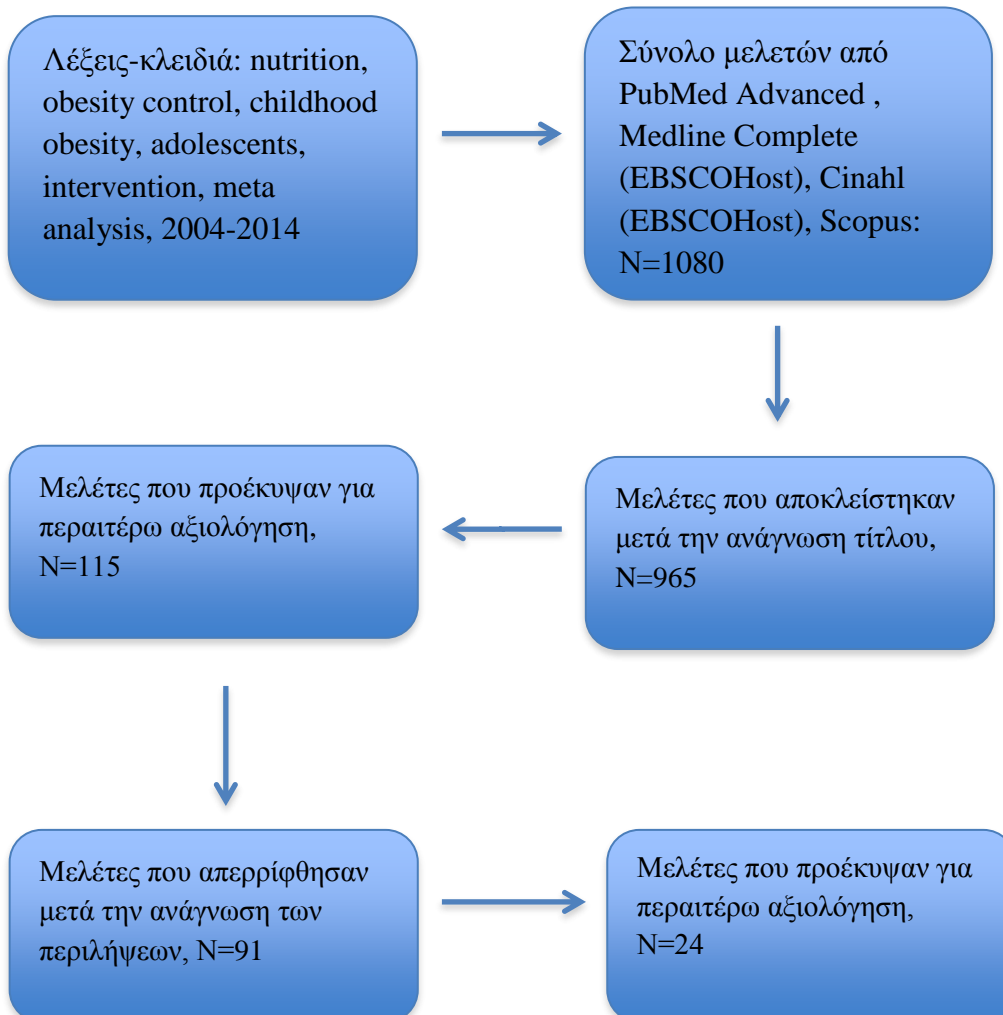 Λέξεις-κλειδιά: nutrition,
obesity control, childhood
obesity, adolescents,
intervention, meta
analysis, 2004-2014
Σύνολο μελετών από
PubMed Advanced ,
Medline Complete
(EBSCOHost), Cinahl
(EBSCOHost), Scopus:
N=1080
Μελέτες που αποκλείστηκαν
μετά την ανάγνωση τίτλου,
N=965
Μελέτες που προέκυψαν για
περαιτέρω αξιολόγηση,
N=115
Μελέτες που απερρίφθησαν
μετά την ανάγνωση των
περιλήψεων, N=91
Μελέτες που προέκυψαν για
περαιτέρω αξιολόγηση,
N=24